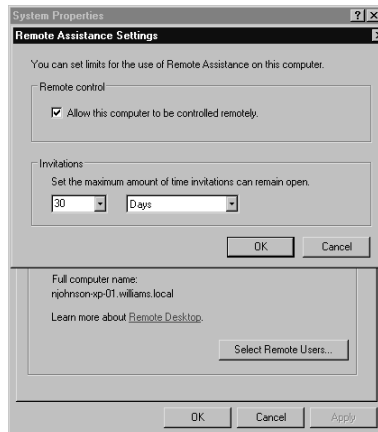 System Properties
Remote Assistance Settings
You can set limits for the use of Remote Assistance on this computer.
Remote control
Allow this computer to be controlled remotely.
Invitations
Set the maximum amount of time invitations can remain open.
30 Days
OK Cancel
Full computer name:
njohnson-xp-01.williams.local
Learn more about Remote Desktop.
Select Remote Users...
OK Cancel Apply